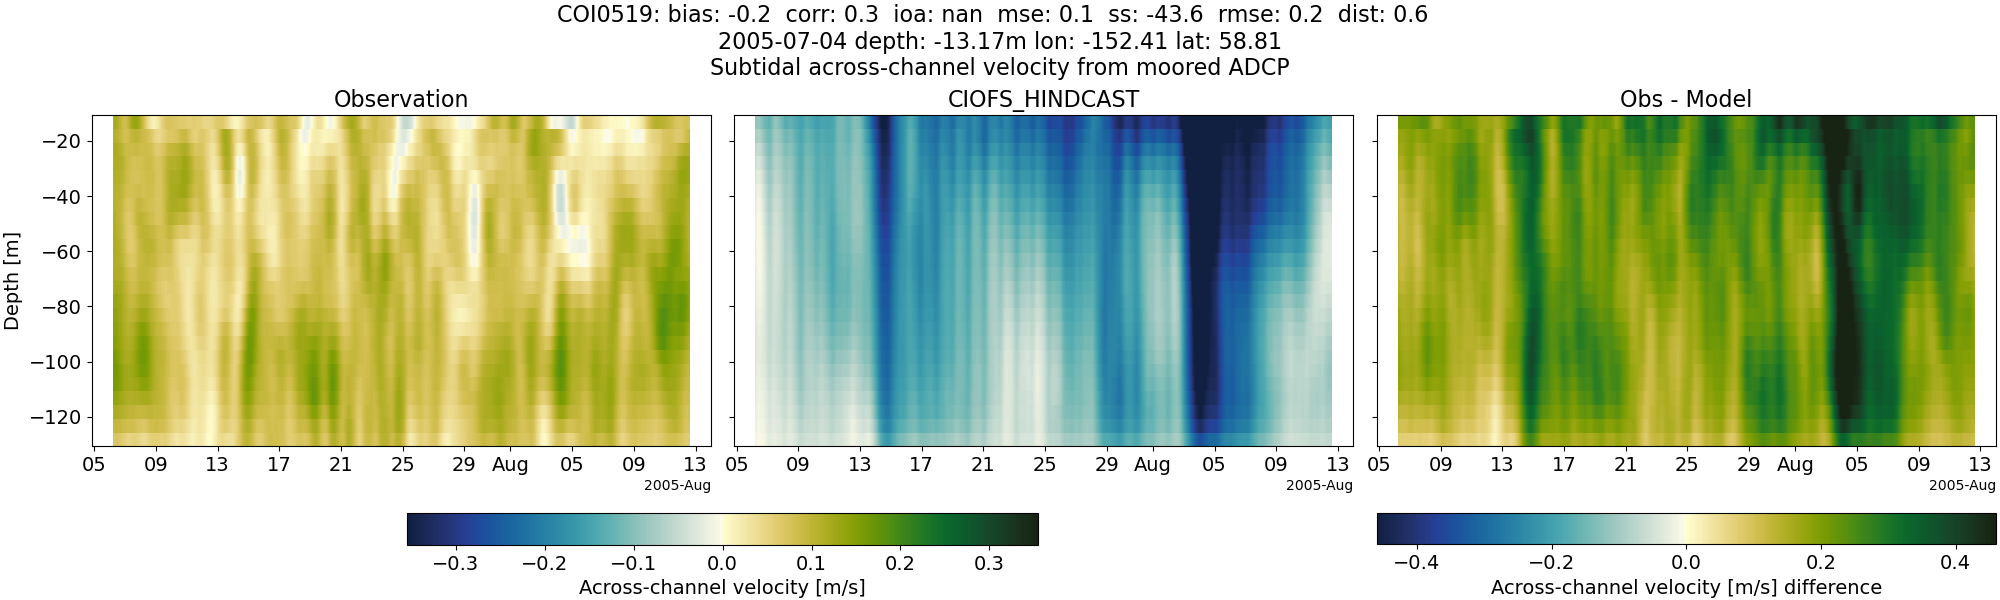 COI0519: bias: -0.2  corr: 0.3  ioa: nan  mse: 0.1  ss: -43.6  rmse: 0.2  dist: 0.6
2005-07-04 depth: -13.17m lon: -152.41 lat: 58.81
Subtidal across-channel velocity from moored ADCP
Observation
CIOFS_HINDCAST
Obs - Model
Depth [m]
−20
−40
−60
−80
−100
−120
05 09 13 17 21 25 29 Aug 05 09 13
2005-Aug
05 09 13 17 21 25 29 Aug 05 09 13
2005-Aug
05 09 13 17 21 25 29 Aug 05 09 13
2005-Aug
−0.3 −0.2 −0.1 0.0 0.1 0.2 0.3
Across-channel velocity [m/s]
−0.4 −0.2 0.0 0.2 0.4
Across-channel velocity [m/s] difference